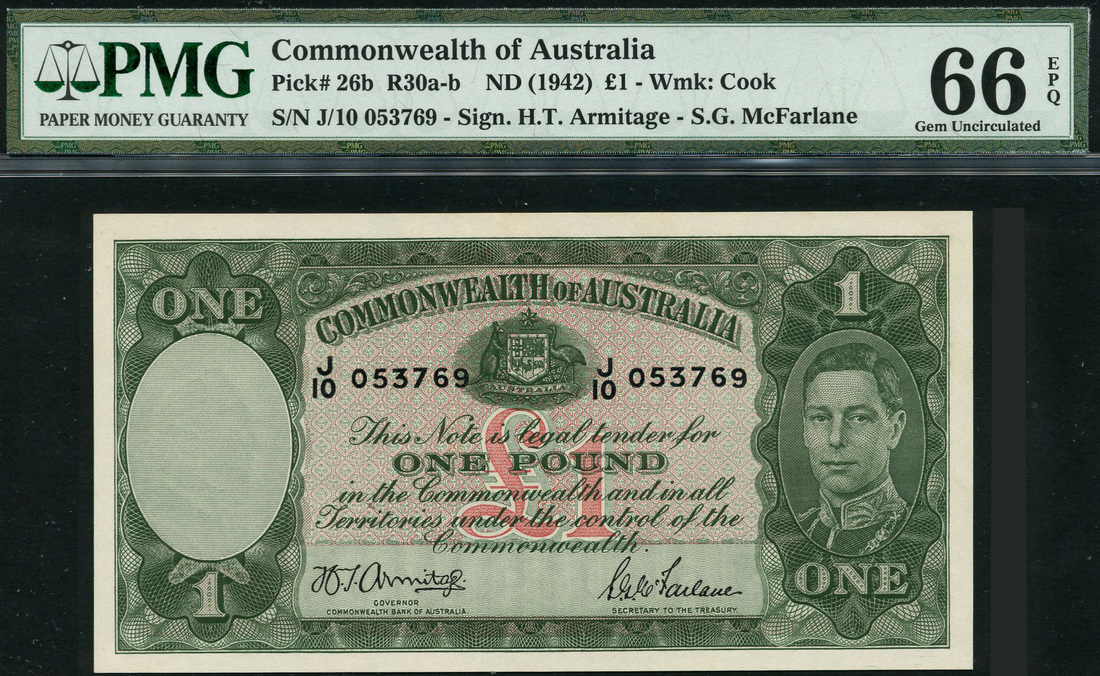 PMG
PAPER MONEY GUARANTY
Commonwealth of Australia
Pick# 26b R30a-b ND (1942) £1 - Wmk: Cook
S/N J/10 053769 - Sign. H.T. Armitage - S.G. McFarlane
66
EPQ
Gem Uncirculated
ONE
1
COMMONWEALTH OF AUSTRALIA
J/10 053769
J/10 053769
AUSTRALIA
£1
This Note is legal tender for
ONE POUND
in the Commonwealth and in all
Territories under the control of the
Commonwealth.
H.T. Armitage.
GOVERNOR
COMMONWEALTH BANK OF AUSTRALIA.
S.G. McFarlane
SECRETARY TO THE TREASURY.
1
ONE